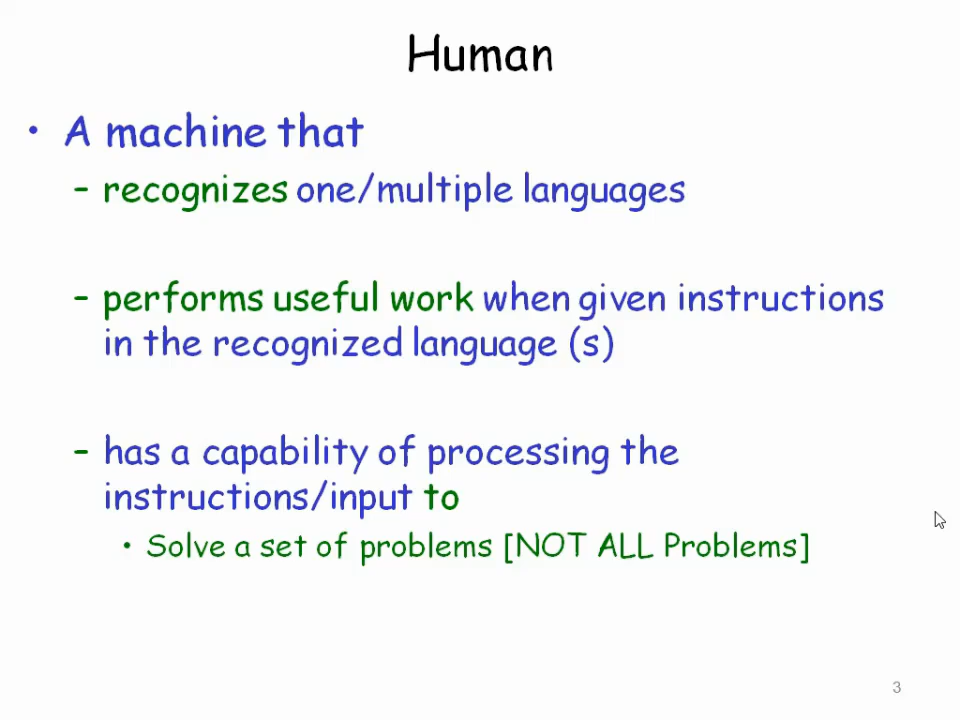 Human
• A machine that
– recognizes one/multiple languages
– performs useful work when given instructions
in the recognized language (s)
– has a capability of processing the
instructions/input to
• Solve a set of problems [NOT ALL Problems]
3